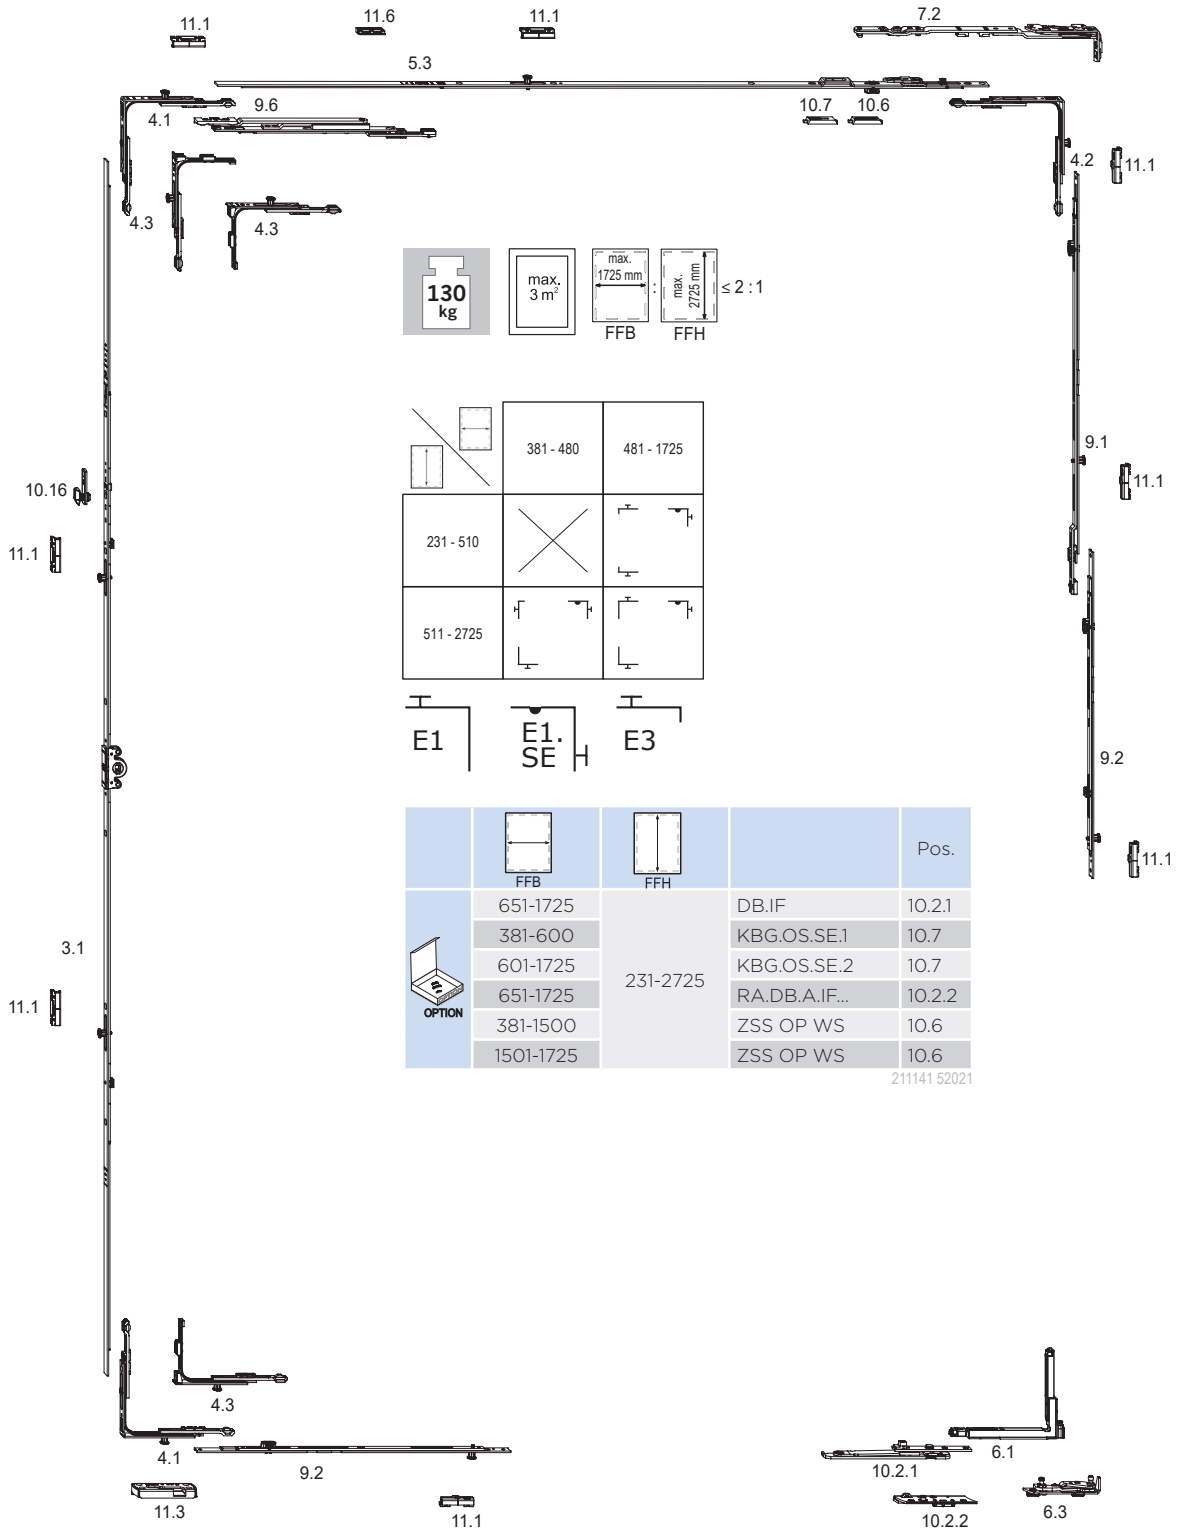 11.1
11.6
11.1
7.2
5.3
4.1
9.6
10.7
10.6
4.2
11.1
4.3
4.3
130 kg
max. 3 m²
max. 1725 mm
:
max. 2725 mm
≤ 2 : 1
FFB
FFH
381 - 480
481 - 1725
9.1
10.16
11.1
11.1
231 - 510
511 - 2725
E1
E1. SE
E3
9.2
FFB
FFH
Pos.
11.1
651-1725
DB.IF
10.2.1
381-600
KBG.OS.SE.1
10.7
3.1
601-1725
231-2725
KBG.OS.SE.2
10.7
651-1725
RA.DB.A.IF...
10.2.2
11.1
OPTION
381-1500
ZSS OP WS
10.6
1501-1725
ZSS OP WS
10.6
211141 52021
4.3
4.1
9.2
10.2.1
6.1
11.3
11.1
10.2.2
6.3